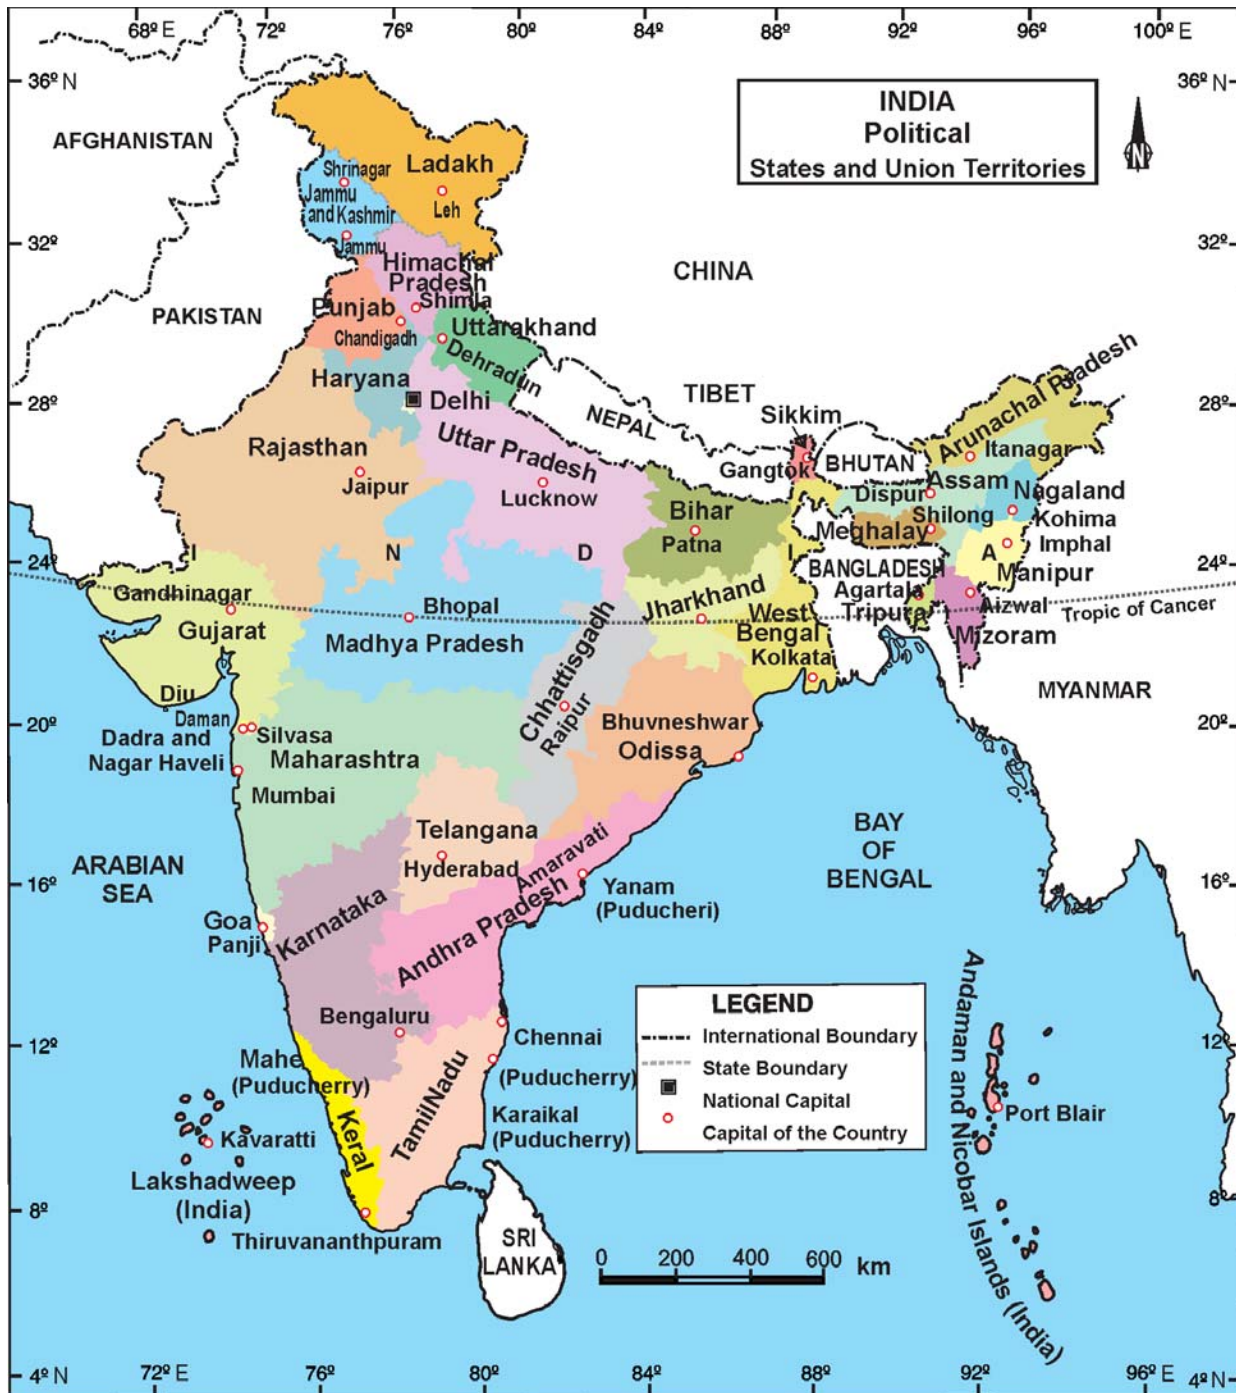 68º E
72º
76º
80º
84º
88º
92º
96º
100º E
36º N
36º N
INDIA
Political
States and Union Territories
N
AFGHANISTAN
Ladakh
Shrinagar
Jammu
and Kashmir
Leh
Jammu
32º
32º
Himachal
Pradesh
CHINA
Shimla
PAKISTAN
Punjab
Chandigadh
Uttarakhand
Dehradun
Haryana
Delhi
28º
28º
TIBET
NEPAL
Sikkim
Arunachal Pradesh
Uttar Pradesh
Rajasthan
Itanagar
Gangtok
BHUTAN
Jaipur
Lucknow
Dispur
Assam
Nagaland
Bihar
Patna
Meghalay
Shilong
Kohima
Imphal
I
N
D
I
A
24º
24º
BANGLADESH
Manipur
Gandhinagar
Agartala
Jharkhand
Bhopal
West
Bengal
Tripura
Aizwal
Tropic of Cancer
Gujarat
Madhya Pradesh
Mizoram
Kolkata
Chhattisgadh
Raipur
MYANMAR
Diu
Daman
20º
20º
Silvasa
Dadra and
Nagar Haveli
Maharashtra
Bhuvneshwar
Odissa
Mumbai
Telangana
Hyderabad
Amaravati
BAY
OF
BENGAL
ARABIAN
SEA
16º
16º
Yanam
(Puducheri)
Goa
Panji
Karnataka
Andhra Pradesh
Andaman and Nicobar Islands (India)
LEGEND
International Boundary
State Boundary
National Capital
Capital of the Country
Bengaluru
Chennai
12º
12º
Mahe
(Puducherry)
(Puducherry)
TamilNadu
Keral
Karaikal
(Puducherry)
Port Blair
Kavaratti
Lakshadweep
(India)
8º
8º
Thiruvananthpuram
SRI
LANKA
0
200
400
600
km
4º N
72º E
76º
80º
84º
88º
92º
96º E
4º N